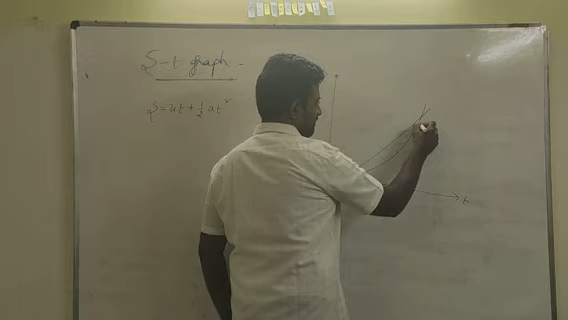 S-t graph -
S = ut + ½ at²
t